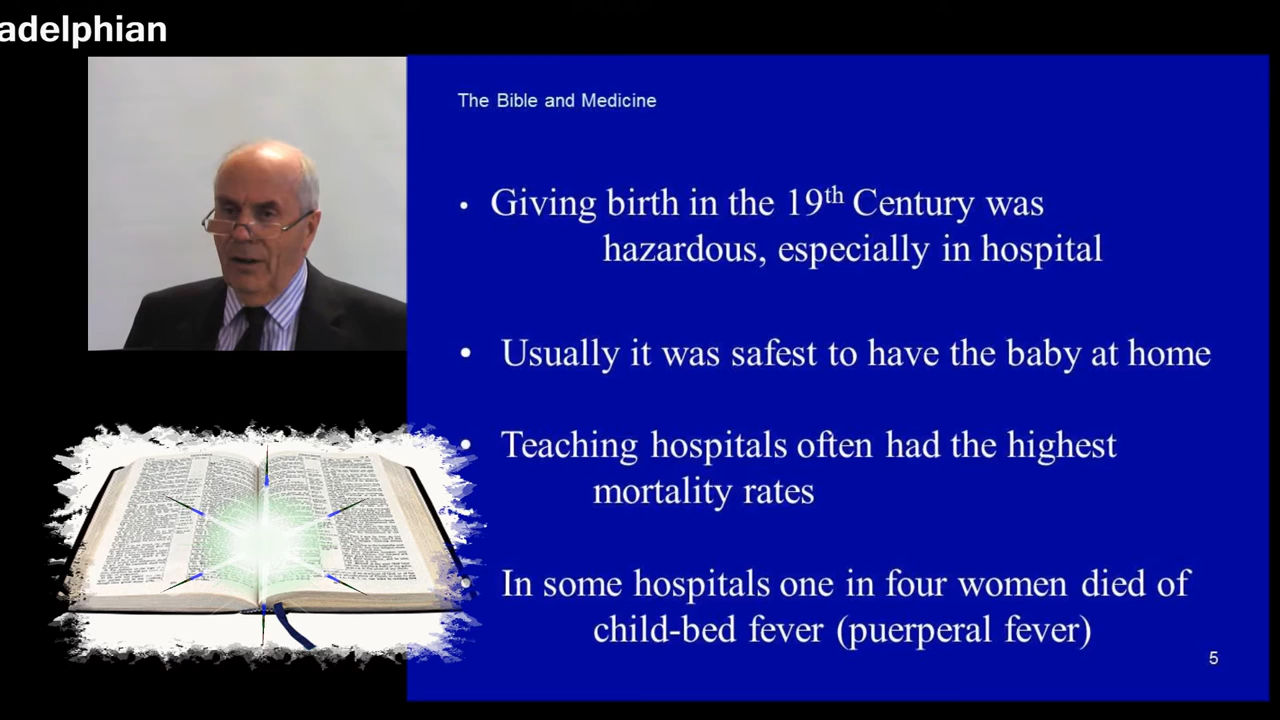 adelphian
The Bible and Medicine
• Giving birth in the 19th Century was
hazardous, especially in hospital
• Usually it was safest to have the baby at home
• Teaching hospitals often had the highest
mortality rates
• In some hospitals one in four women died of
child-bed fever (puerperal fever)
5